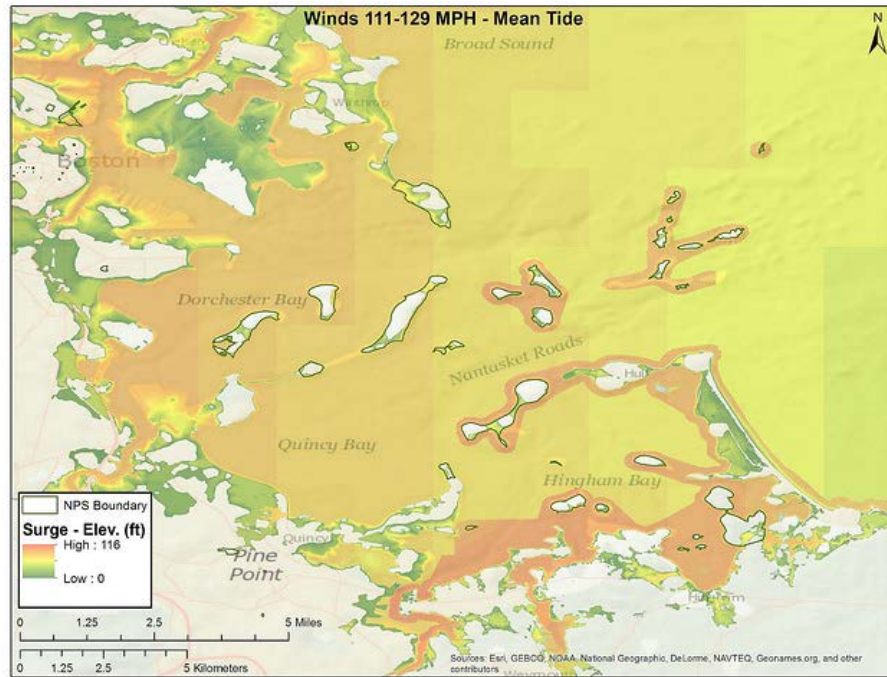 Winds 111-129 MPH - Mean Tide
Broad Sound
N
Winthrop
Boston
Dorchester Bay
Nantasket Roads
Hull
Quincy Bay
Hingham Bay
NPS Boundary
Surge - Elev. (ft)
High : 116
Low : 0
Quincy
Pine
Point
Hingham
0 1.25 2.5 5 Miles
0 1.25 2.5 5 Kilometers
Weymouth
Sources: Esri, GEBCO, NOAA, National Geographic, DeLorme, NAVTEQ, Geonames.org, and other
contributors